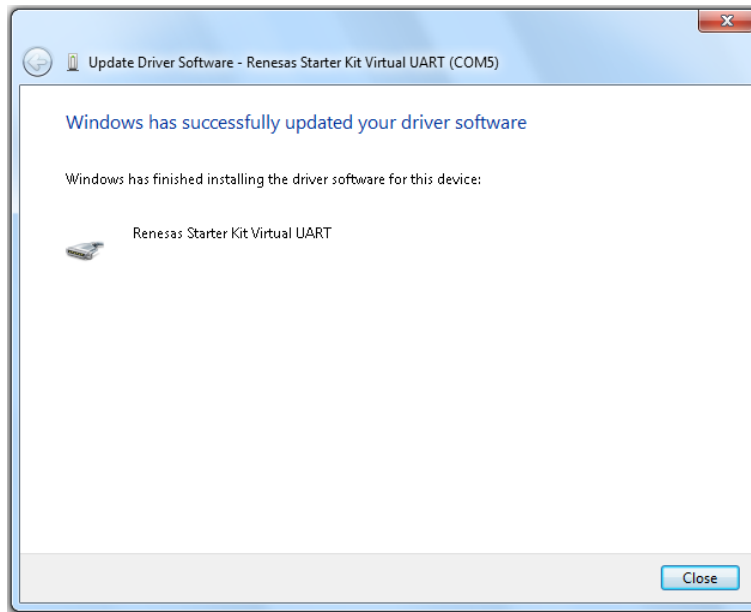 Update Driver Software - Renesas Starter Kit Virtual UART (COM5)
Windows has successfully updated your driver software
Windows has finished installing the driver software for this device:
Renesas Starter Kit Virtual UART
Close